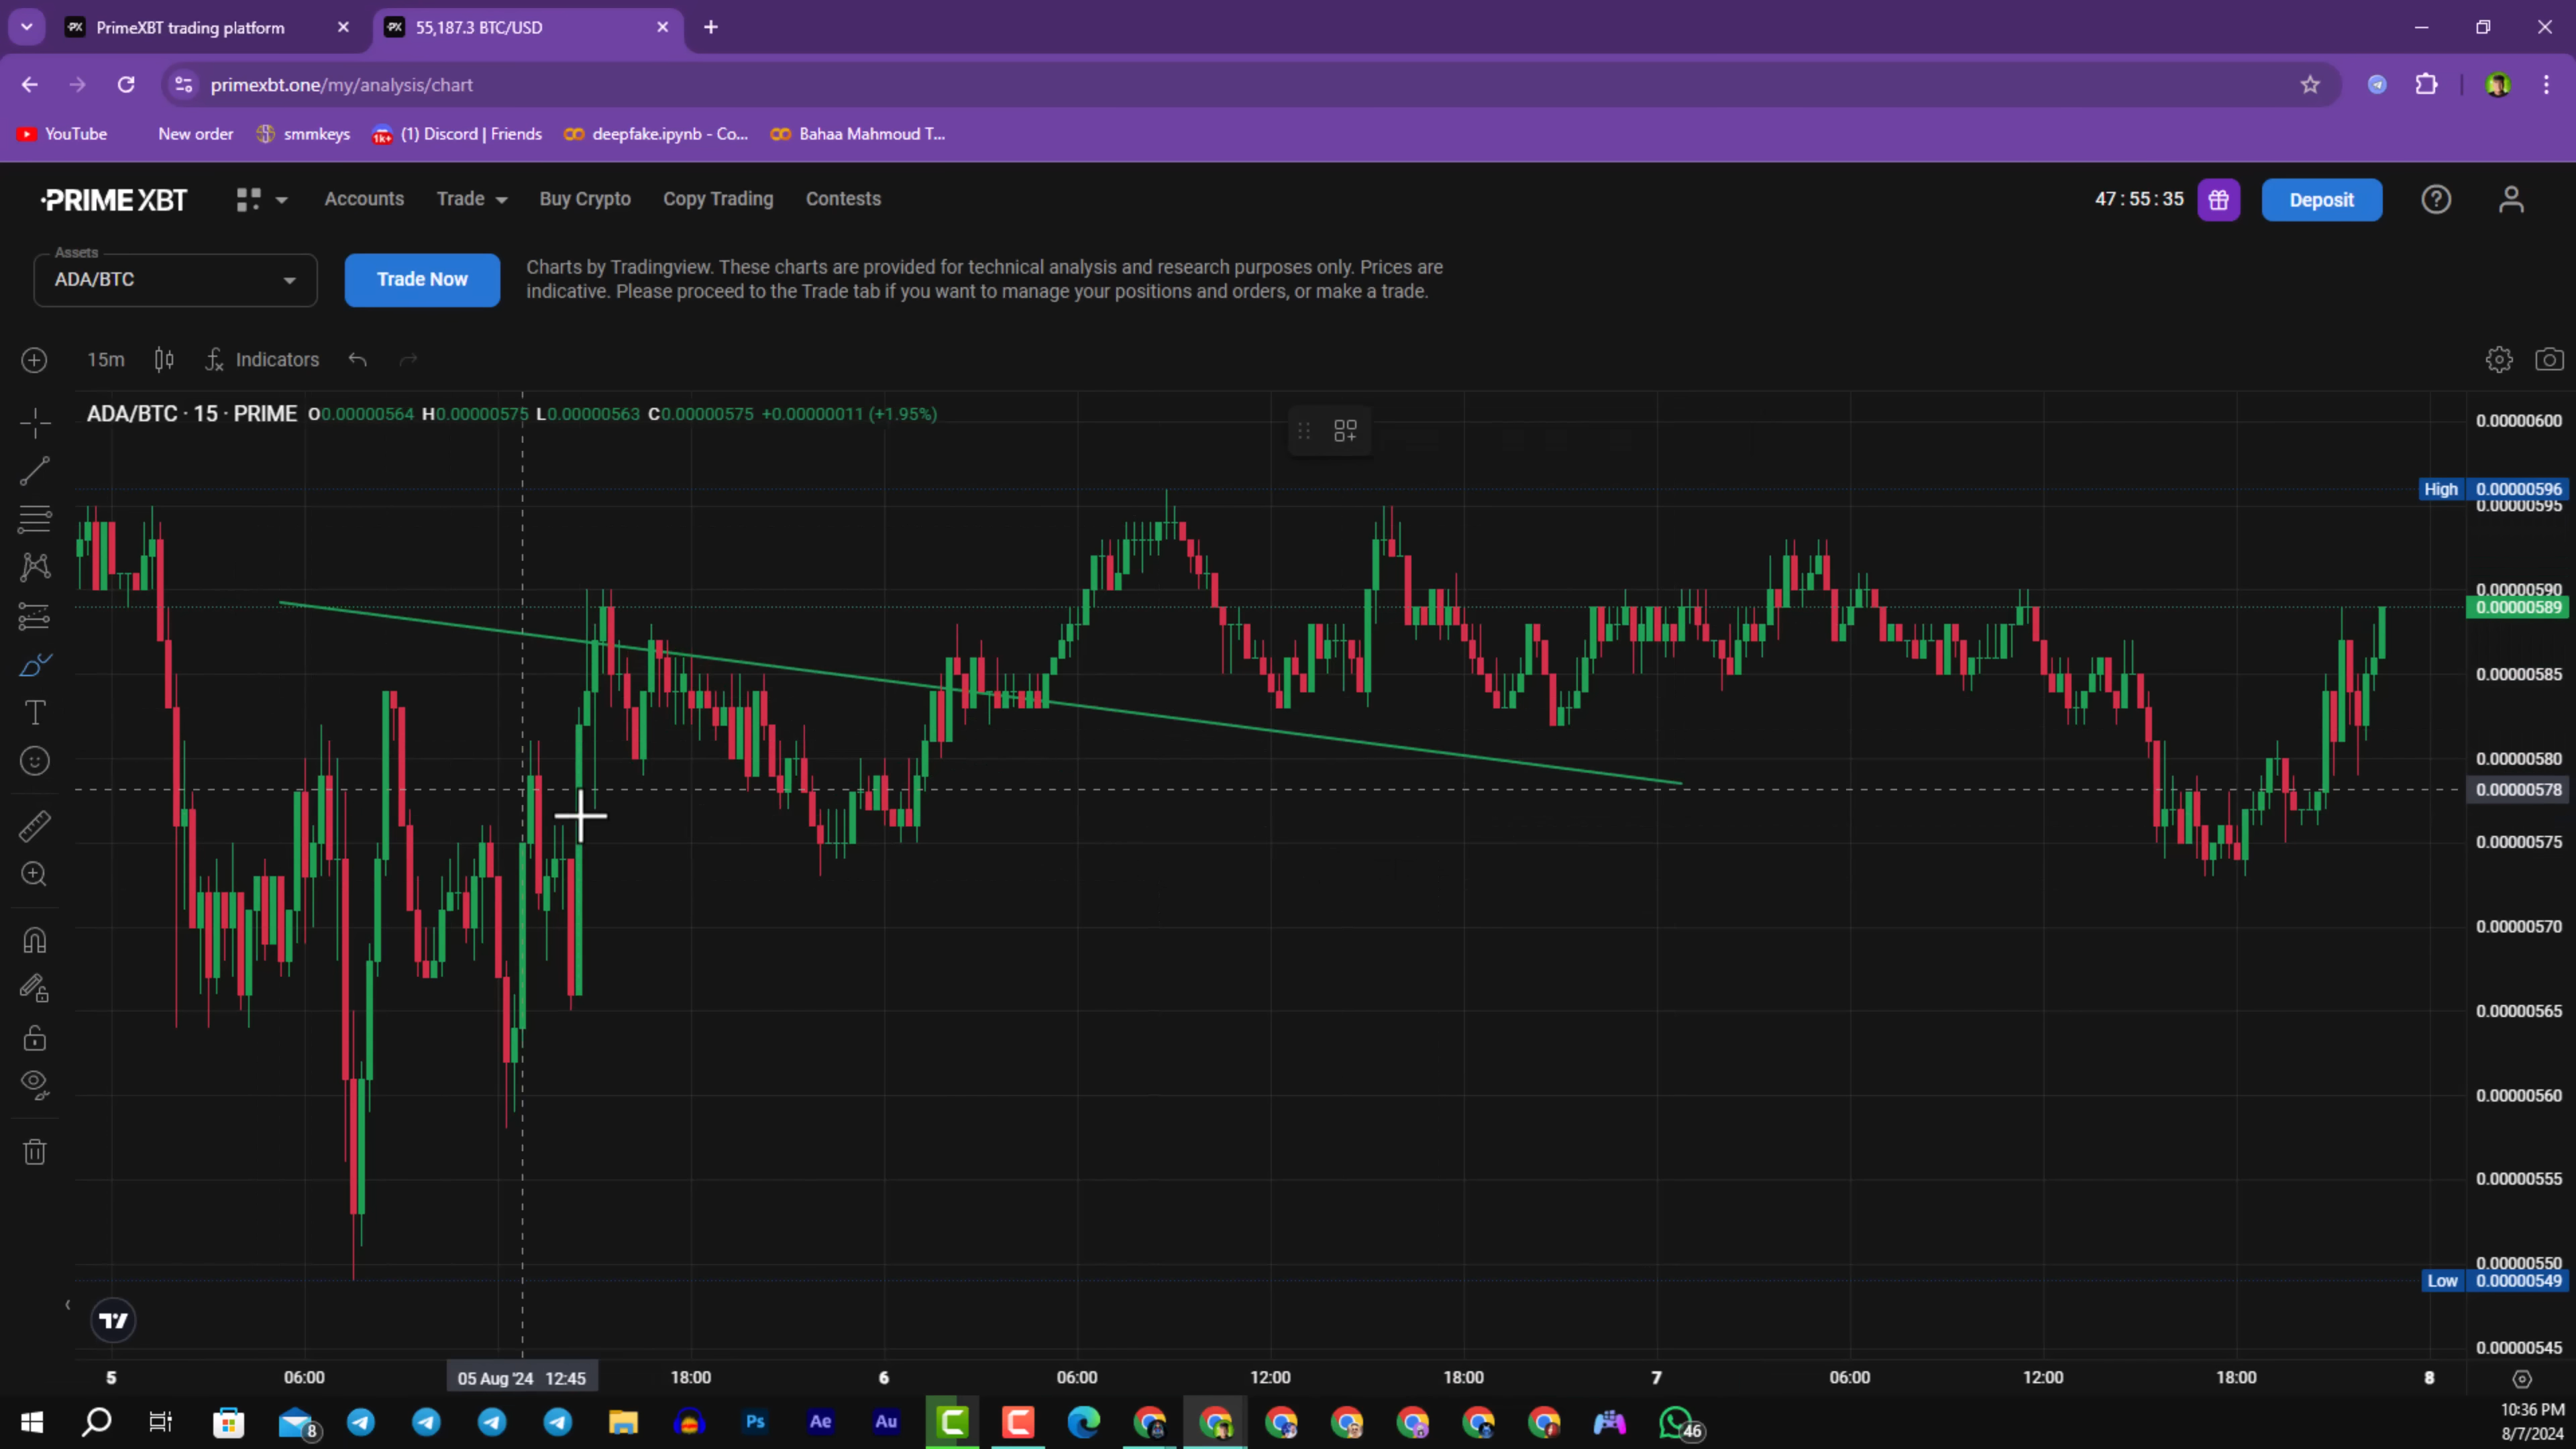 PrimeXBT trading platform
55,187.3 BTC/USD
primexbt.one/my/analysis/chart
YouTube
New order
smmkeys
1k+
(1) Discord | Friends
deepfake.ipynb - Co...
Bahaa Mahmoud T...
PRIME XBT
Accounts
Trade
Buy Crypto
Copy Trading
Contests
47 : 55 : 35
Deposit
Assets
ADA/BTC
Trade Now
Charts by Tradingview. These charts are provided for technical analysis and research purposes only. Prices are
indicative. Please proceed to the Trade tab if you want to manage your positions and orders, or make a trade.
15m
Indicators
ADA/BTC · 15 · PRIME O0.00000564 H0.00000575 L0.00000563 C0.00000575 +0.00000011 (+1.95%)
0.00000600
High 0.00000596
0.00000595
0.00000590
0.00000589
0.00000585
0.00000580
0.00000578
0.00000575
0.00000570
0.00000565
0.00000560
0.00000555
0.00000550
Low 0.00000549
0.00000545
5
06:00
05 Aug '24 12:45
18:00
6
06:00
12:00
18:00
7
06:00
12:00
18:00
8
8
Ps
Ae
Au
46
10:36 PM
8/7/2024